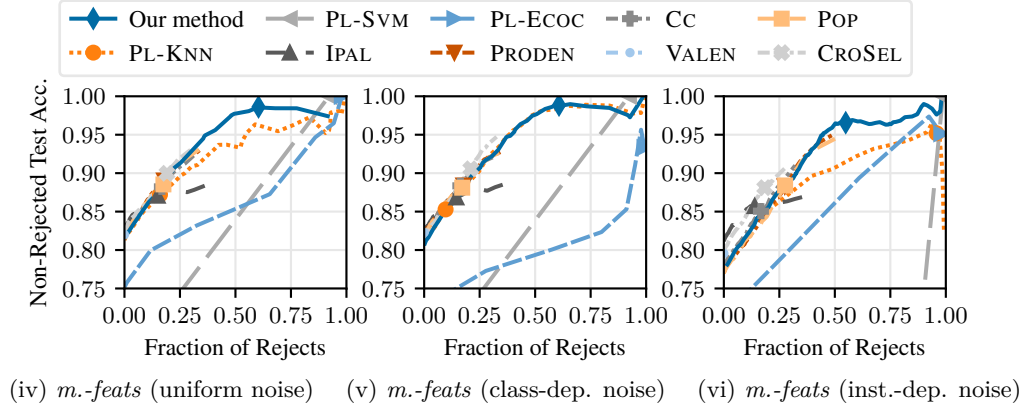 Our method PL-SVM PL-ECOC CC POP
PL-KNN IPAL PRODEN VALEN CROSEL
Non-Rejected Test Acc.
1.00
0.95
0.90
0.85
0.80
0.75
0.00 0.25 0.50 0.75 1.00
Fraction of Rejects
(iv) m.-feats (uniform noise)
1.00
0.95
0.90
0.85
0.80
0.75
0.00 0.25 0.50 0.75 1.00
Fraction of Rejects
(v) m.-feats (class-dep. noise)
1.00
0.95
0.90
0.85
0.80
0.75
0.00 0.25 0.50 0.75 1.00
Fraction of Rejects
(vi) m.-feats (inst.-dep. noise)